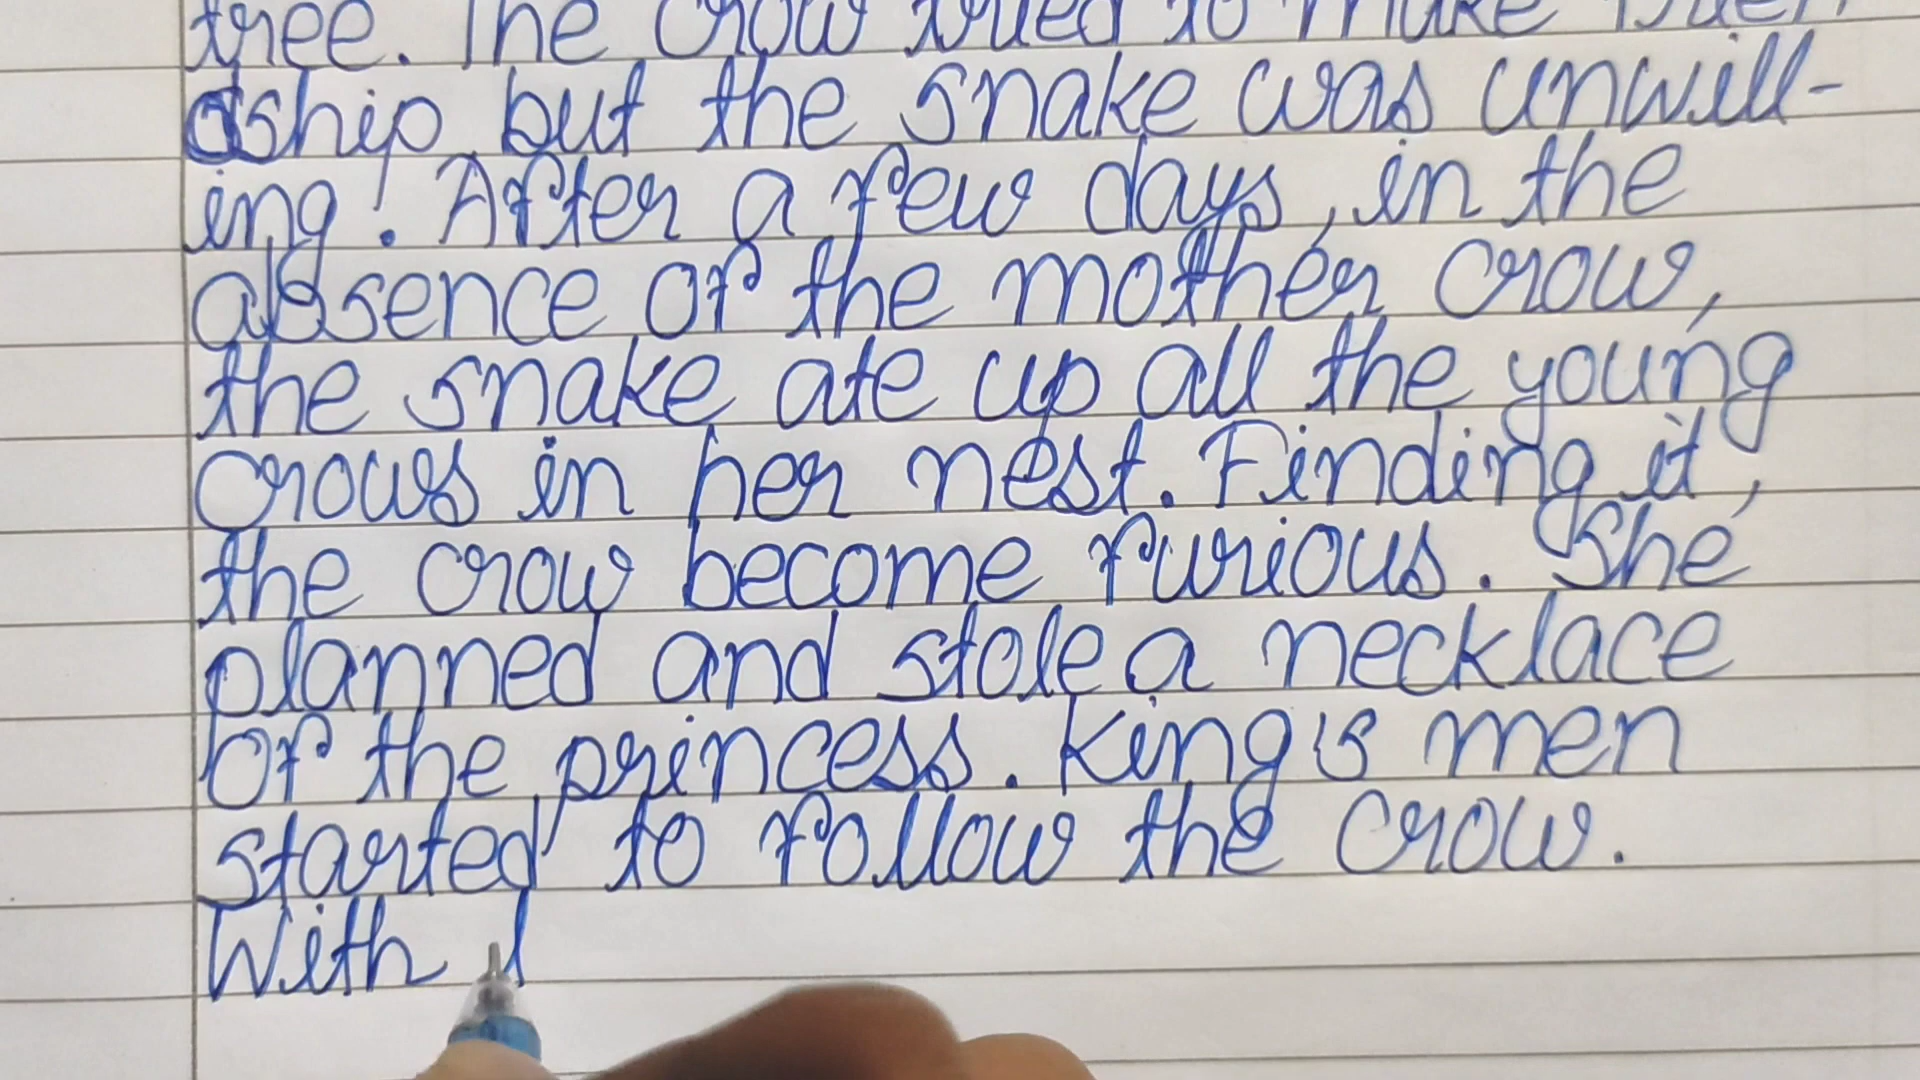 tree. The crow tried to make frien
dship but the snake was unwill-
ing. After a few days, in the
absence of the mother crow,
the snake ate up all the young
crows in her nest. Finding it,
the crow become furious. She
planned and stole a necklace
of the princess. King's men
started to follow the crow.
With